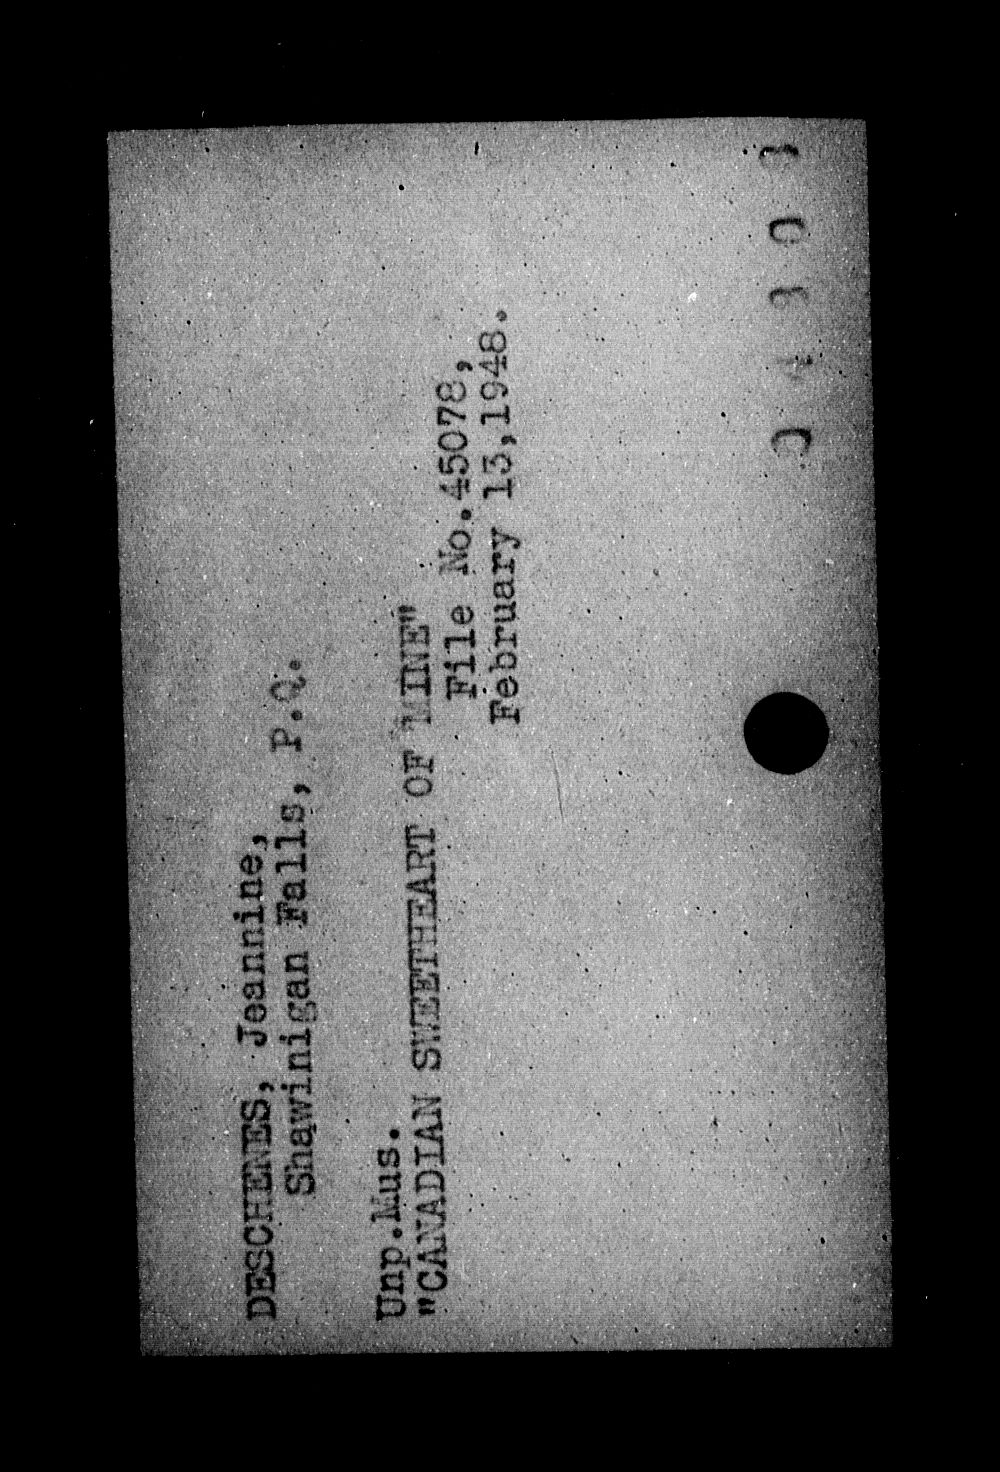 DESCHENES, Jeannine,
Shawinigan Falls, P.Q.
Unp.Mus.
"CANADIAN SWEETHEART OF MINE"
File No.45078,
February 13,1948.